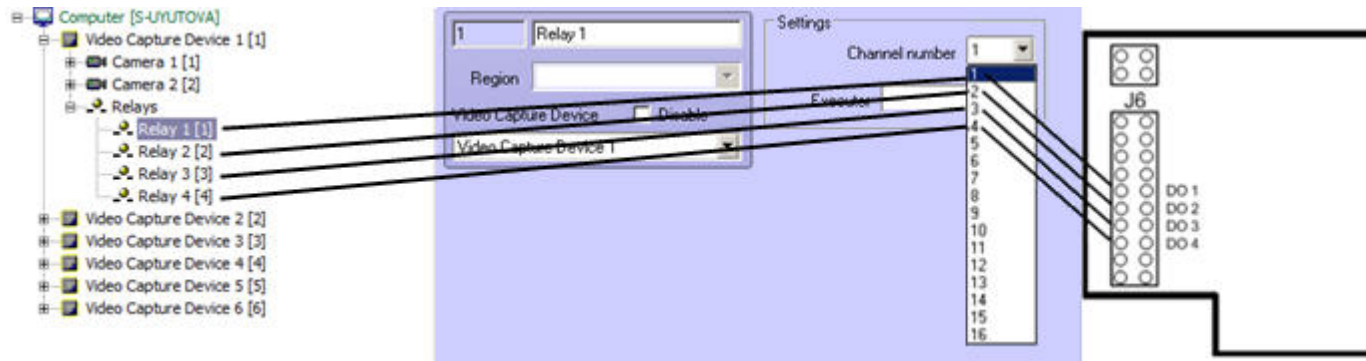 Computer [S-UYUTOVA]
Video Capture Device 1 [1]
Camera 1 [1]
Camera 2 [2]
Relays
Relay 1 [1]
Relay 2 [2]
Relay 3 [3]
Relay 4 [4]
Video Capture Device 2 [2]
Video Capture Device 3 [3]
Video Capture Device 4 [4]
Video Capture Device 5 [5]
Video Capture Device 6 [6]
1 Relay 1
Region
Video Capture Device Disable
Video Capture Device 1
Settings
Channel number 1
Executer
1
2
3
4
5
6
7
8
9
10
11
12
13
14
15
16
J6
DO 1
DO 2
DO 3
DO 4